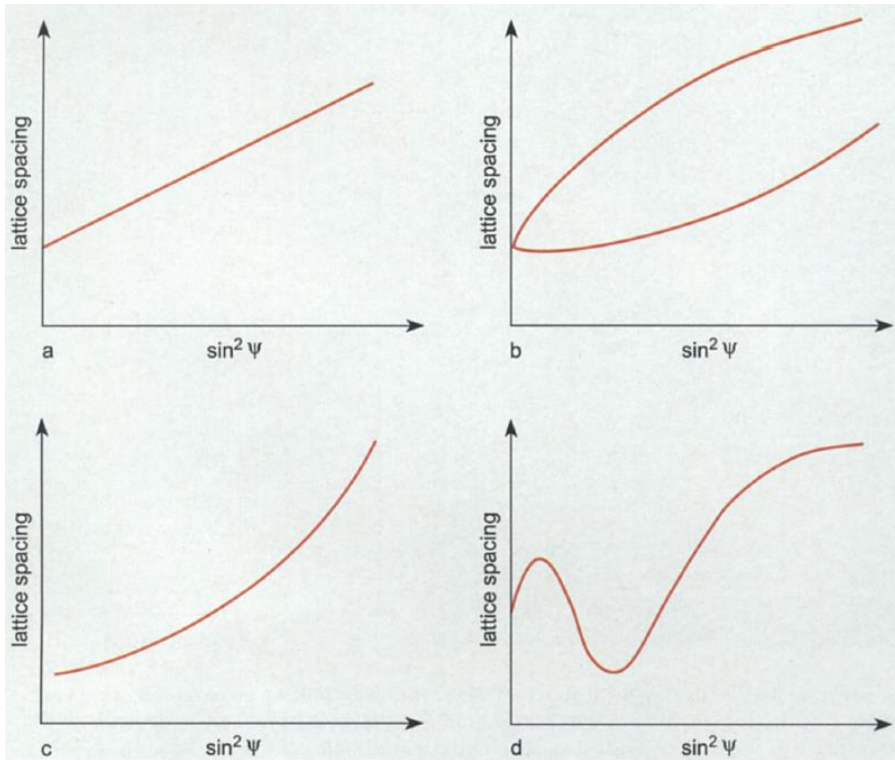 lattice spacing
a
sin² ψ
lattice spacing
b
sin² ψ
lattice spacing
c
sin² ψ
lattice spacing
d
sin² ψ